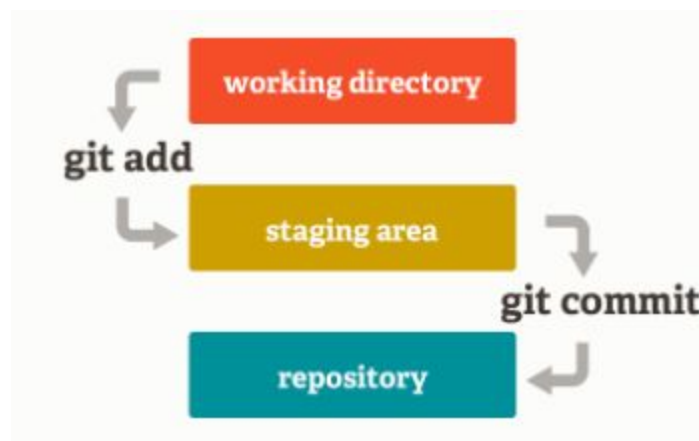 working directory
git add
staging area
git commit
repository